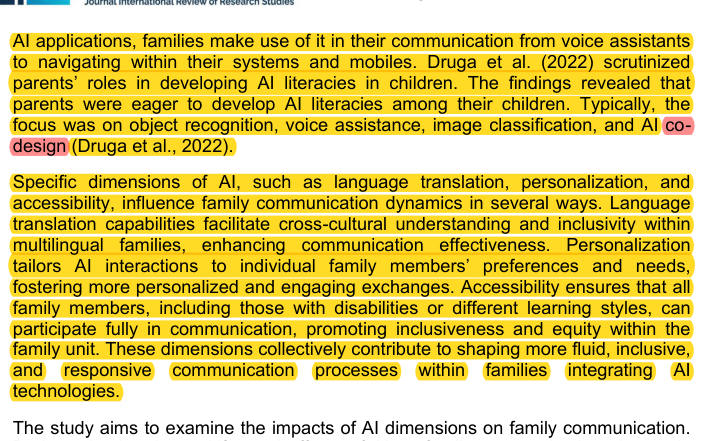 Journal International Review of Research Studies
AI applications, families make use of it in their communication from voice assistants
to navigating within their systems and mobiles. Druga et al. (2022) scrutinized
parents' roles in developing AI literacies in children. The findings revealed that
parents were eager to develop AI literacies among their children. Typically, the
focus was on object recognition, voice assistance, image classification, and AI co-
design (Druga et al., 2022).
Specific dimensions of AI, such as language translation, personalization, and
accessibility, influence family communication dynamics in several ways. Language
translation capabilities facilitate cross-cultural understanding and inclusivity within
multilingual families, enhancing communication effectiveness. Personalization
tailors AI interactions to individual family members' preferences and needs,
fostering more personalized and engaging exchanges. Accessibility ensures that all
family members, including those with disabilities or different learning styles, can
participate fully in communication, promoting inclusiveness and equity within the
family unit. These dimensions collectively contribute to shaping more fluid, inclusive,
and responsive communication processes within families integrating AI
technologies.
The study aims to examine the impacts of AI dimensions on family communication.